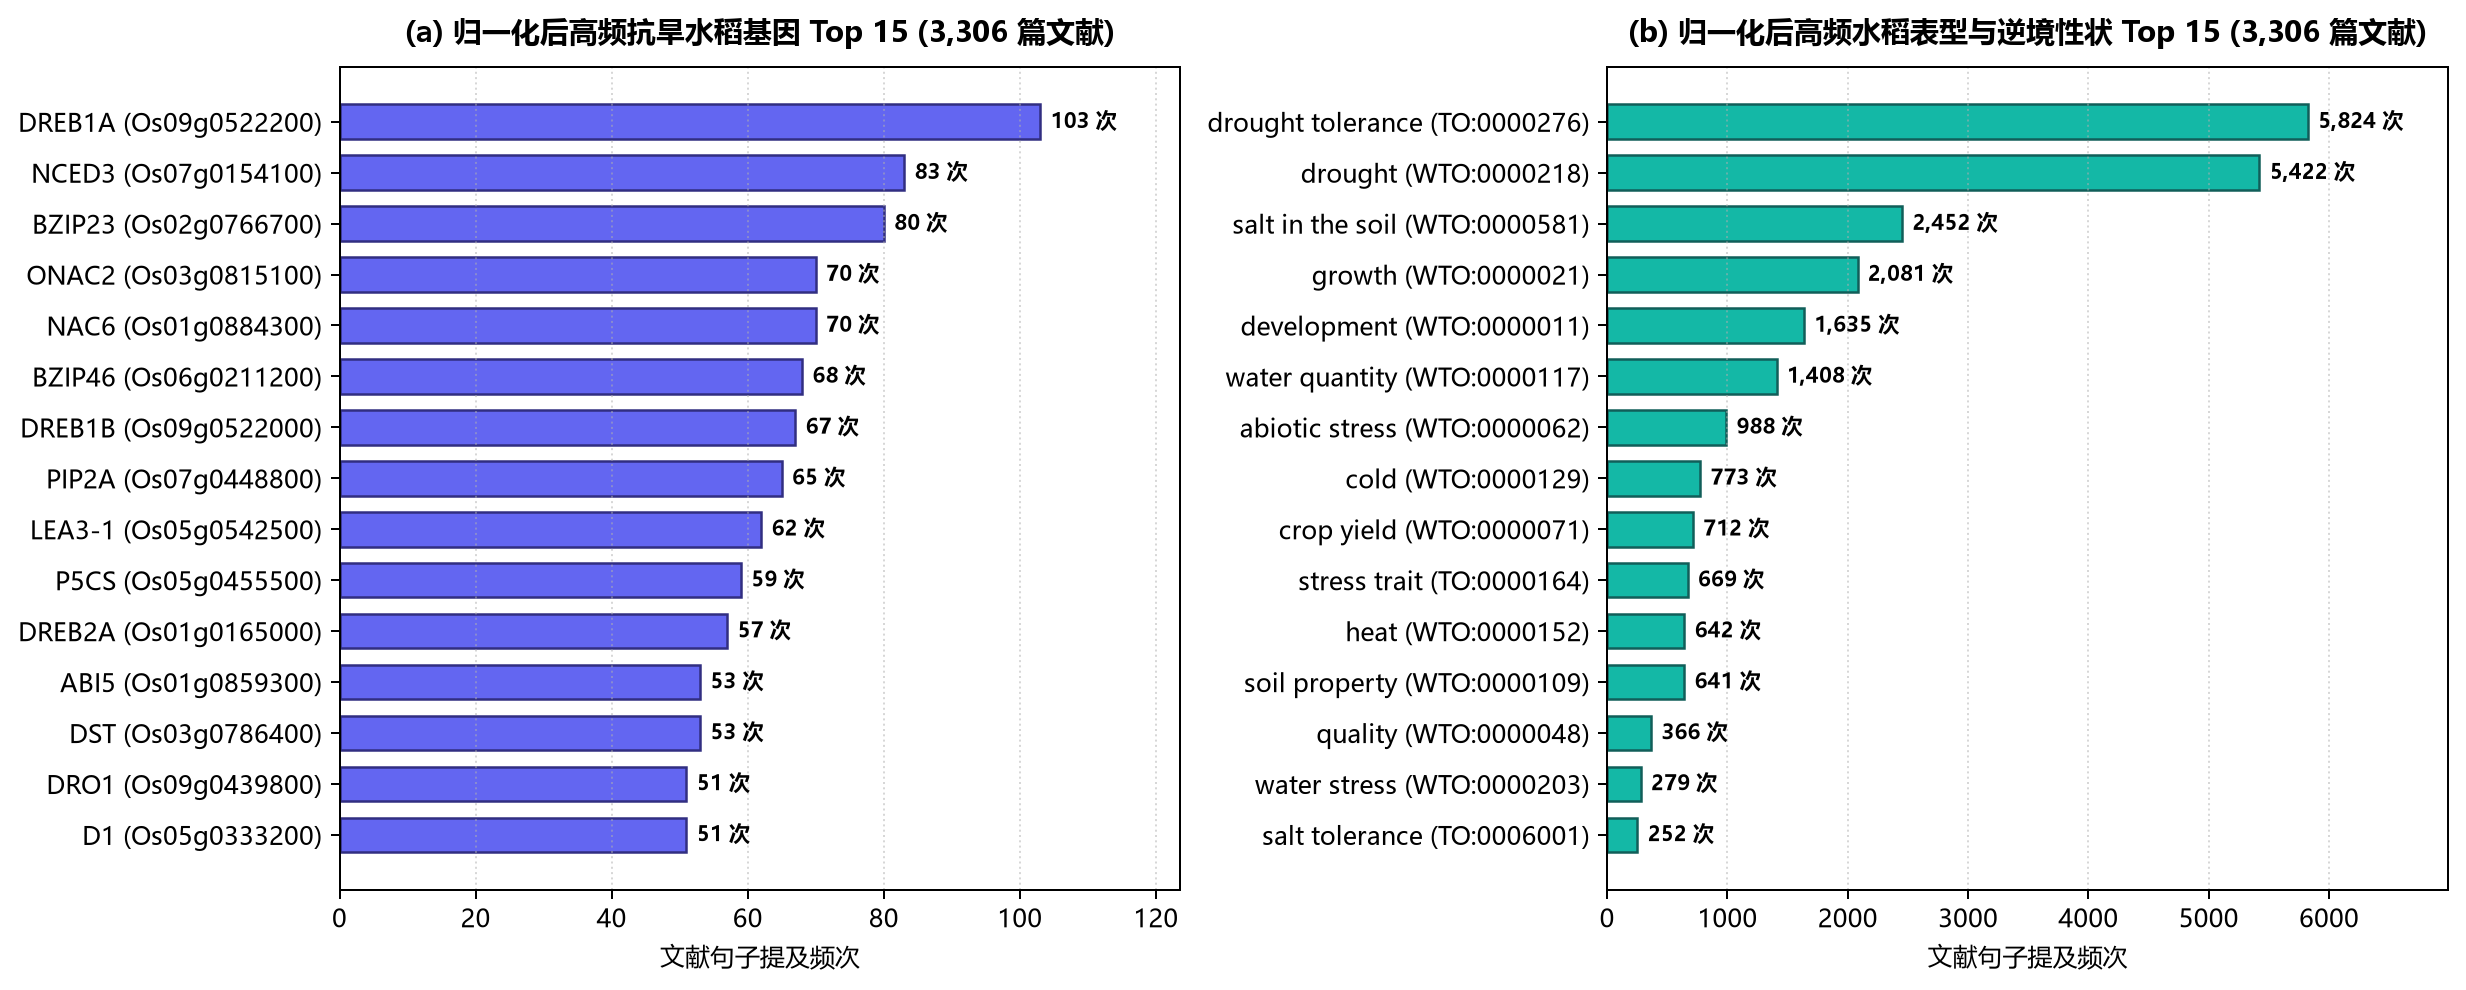 (a) 归一化后高频抗旱水稻基因 Top 15 (3,306 篇文献)
DREB1A (Os09g0522200) 103 次
NCED3 (Os07g0154100) 83 次
BZIP23 (Os02g0766700) 80 次
ONAC2 (Os03g0815100) 70 次
NAC6 (Os01g0884300) 70 次
BZIP46 (Os06g0211200) 68 次
DREB1B (Os09g0522000) 67 次
PIP2A (Os07g0448800) 65 次
LEA3-1 (Os05g0542500) 62 次
P5CS (Os05g0455500) 59 次
DREB2A (Os01g0165000) 57 次
ABI5 (Os01g0859300) 53 次
DST (Os03g0786400) 53 次
DRO1 (Os09g0439800) 51 次
D1 (Os05g0333200) 51 次
0 20 40 60 80 100 120
文献句子提及频次
(b) 归一化后高频水稻表型与逆境性状 Top 15 (3,306 篇文献)
drought tolerance (TO:0000276) 5,824 次
drought (WTO:0000218) 5,422 次
salt in the soil (WTO:0000581) 2,452 次
growth (WTO:0000021) 2,081 次
development (WTO:0000011) 1,635 次
water quantity (WTO:0000117) 1,408 次
abiotic stress (WTO:0000062) 988 次
cold (WTO:0000129) 773 次
crop yield (WTO:0000071) 712 次
stress trait (TO:0000164) 669 次
heat (WTO:0000152) 642 次
soil property (WTO:0000109) 641 次
quality (WTO:0000048) 366 次
water stress (WTO:0000203) 279 次
salt tolerance (TO:0006001) 252 次
0 1000 2000 3000 4000 5000 6000
文献句子提及频次